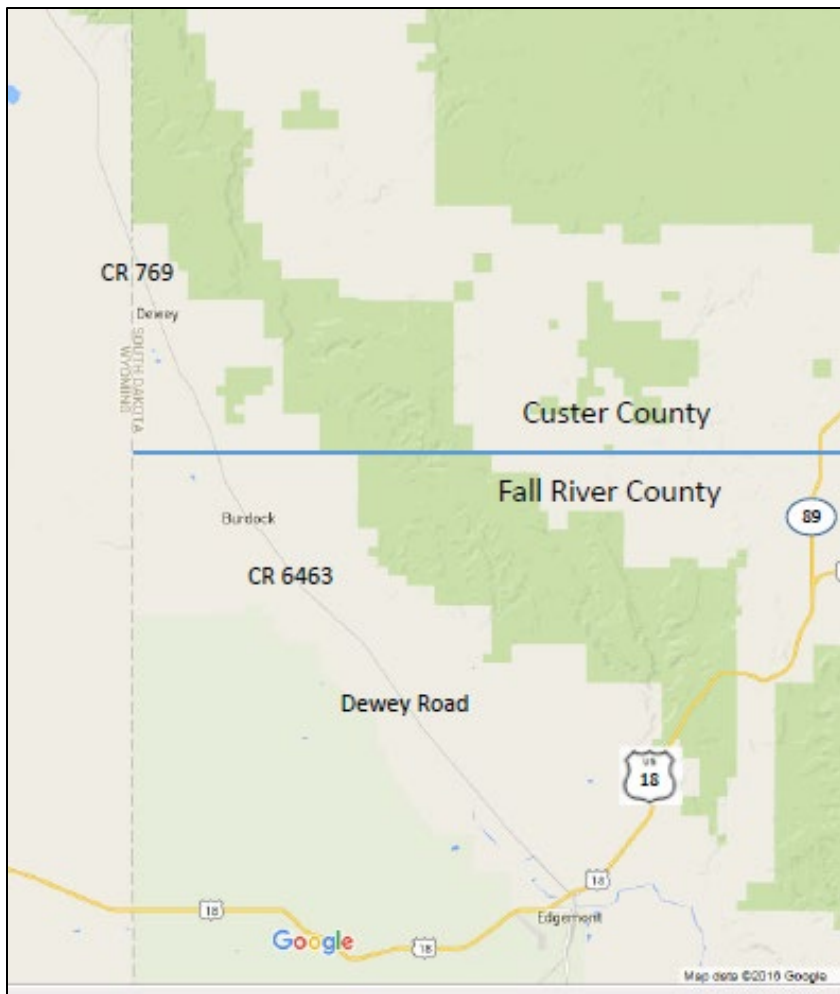 CR 769
Dewey
SOUTH DAKOTA
WYOMING
Custer County
Fall River County
89
Burdock
CR 6463
Dewey Road
US
18
18
Edgemont
18
Google
18
Map data ©2016 Google